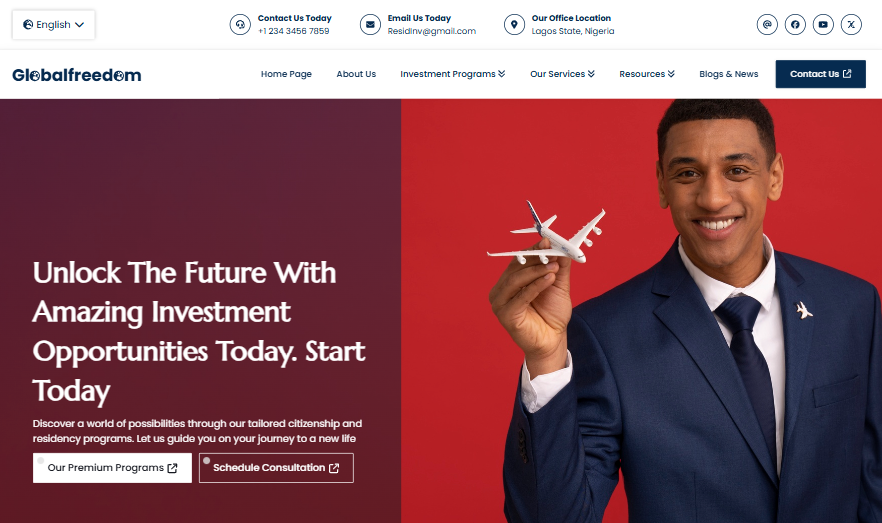 English
Contact Us Today
+1 234 3456 7859
Email Us Today
ResidInv@gmail.com
Our Office Location
Lagos State, Nigeria
Globalfreedom
Home Page
About Us
Investment Programs
Our Services
Resources
Blogs & News
Contact Us
Unlock The Future With
Amazing Investment
Opportunities Today. Start
Today
Discover a world of possibilities through our tailored citizenship and
residency programs. Let us guide you on your journey to a new life
Our Premium Programs
Schedule Consultation